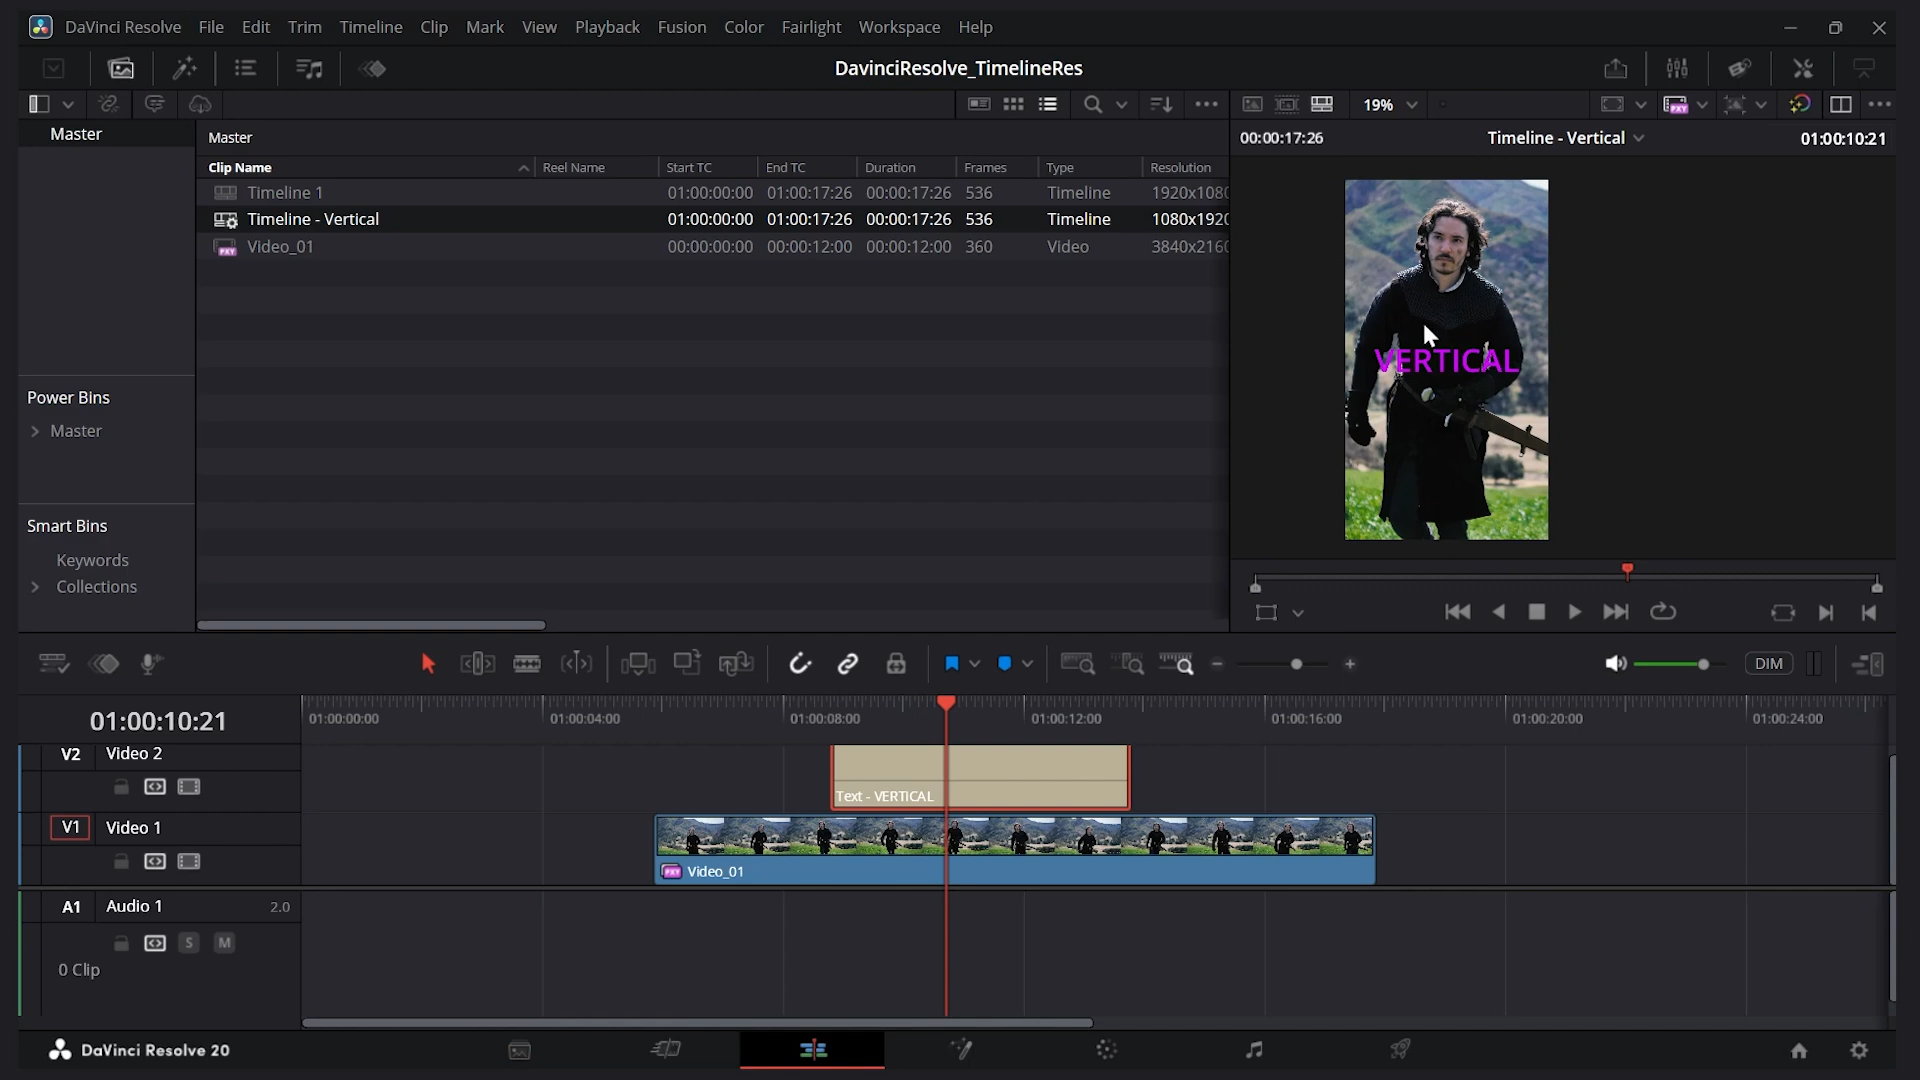 DaVinci Resolve File Edit Trim Timeline Clip Mark View Playback Fusion Color Fairlight Workspace Help
DavinciResolve_TimelineRes
19%
Master
Master
00:00:17:26
Timeline - Vertical
01:00:10:21
Clip Name Reel Name Start TC End TC Duration Frames Type Resolution
Timeline 1 01:00:00:00 01:00:17:26 00:00:17:26 536 Timeline 1920x1080
Timeline - Vertical 01:00:00:00 01:00:17:26 00:00:17:26 536 Timeline 1080x1920
PXY Video_01 00:00:00:00 00:00:12:00 00:00:12:00 360 Video 3840x2160
VERTICAL
Power Bins
Master
Smart Bins
Keywords
Collections
DIM
01:00:10:21
01:00:00:00 01:00:04:00 01:00:08:00 01:00:12:00 01:00:16:00 01:00:20:00 01:00:24:00
V2 Video 2
Text - VERTICAL
V1 Video 1
PXY Video_01
A1 Audio 1 2.0
S M
0 Clip
DaVinci Resolve 20